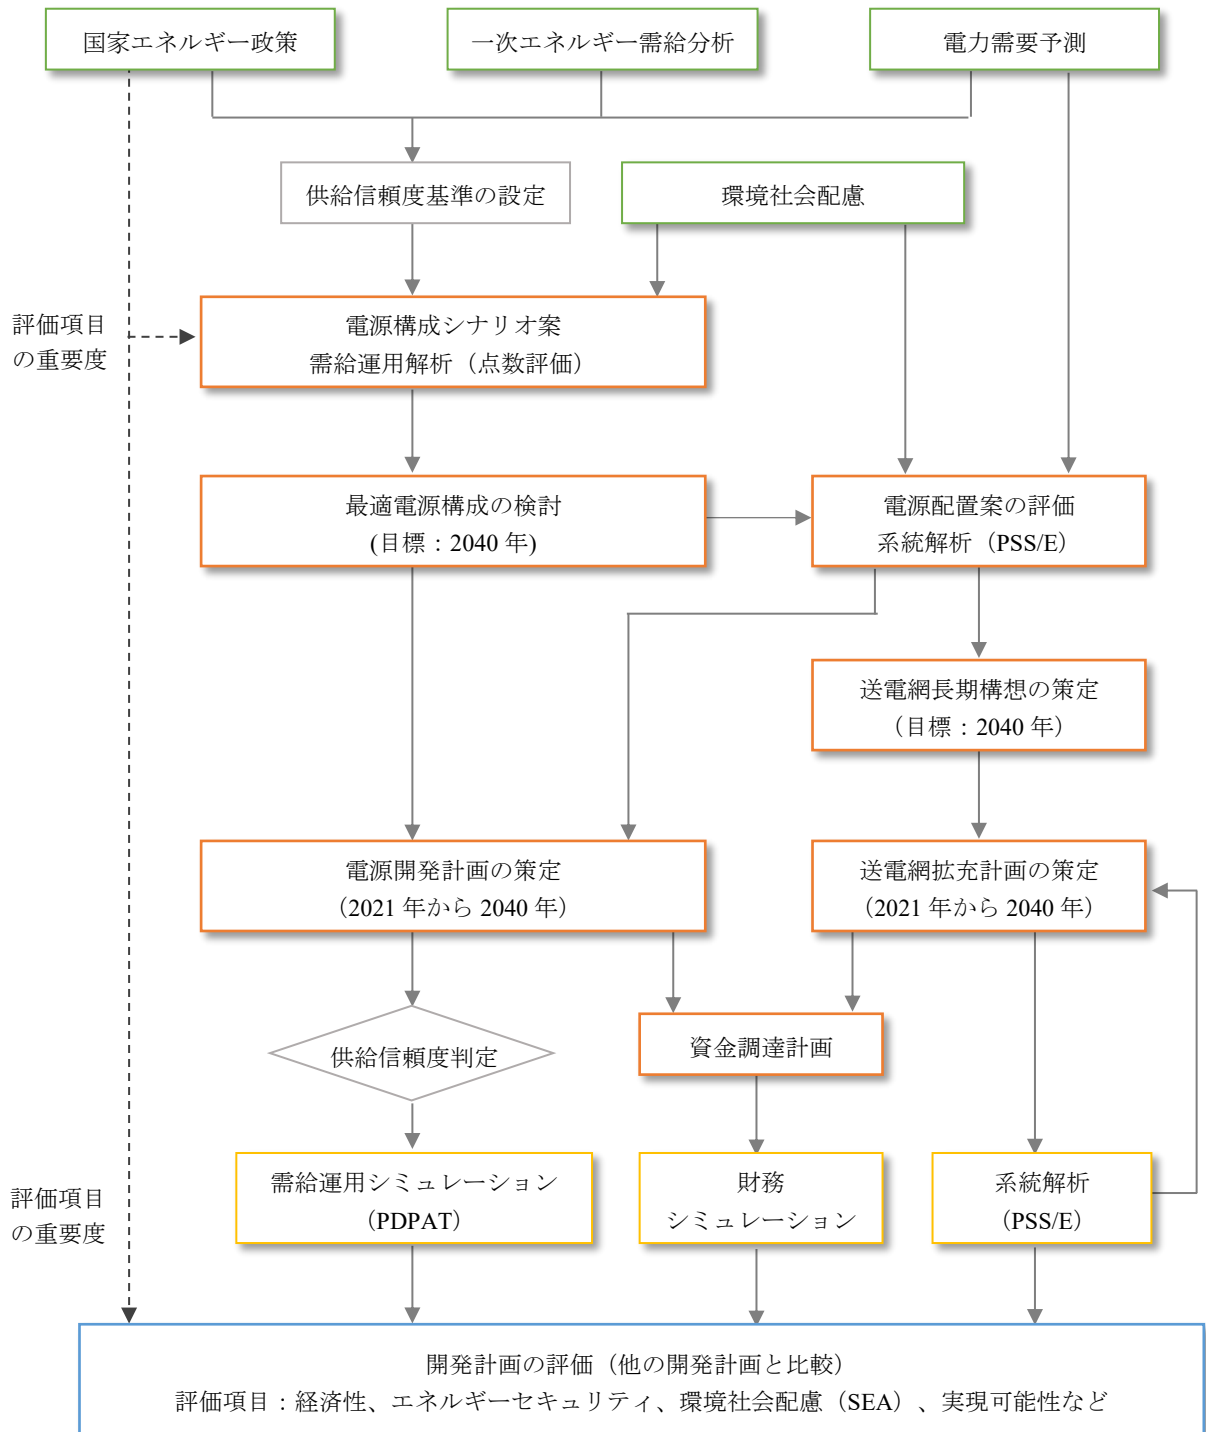 国家エネルギー政策
一次エネルギー需給分析
電力需要予測
供給信頼度基準の設定
環境社会配慮
評価項目
の重要度
電源構成シナリオ案
需給運用解析（点数評価）
最適電源構成の検討
(目標：2040 年)
電源配置案の評価
系統解析（PSS/E）
送電網長期構想の策定
（目標：2040 年）
電源開発計画の策定
（2021 年から 2040 年）
送電網拡充計画の策定
（2021 年から 2040 年）
供給信頼度判定
資金調達計画
評価項目
の重要度
需給運用シミュレーション
（PDPAT）
財務
シミュレーション
系統解析
（PSS/E）
開発計画の評価（他の開発計画と比較）
評価項目：経済性、エネルギーセキュリティ、環境社会配慮（SEA）、実現可能性など